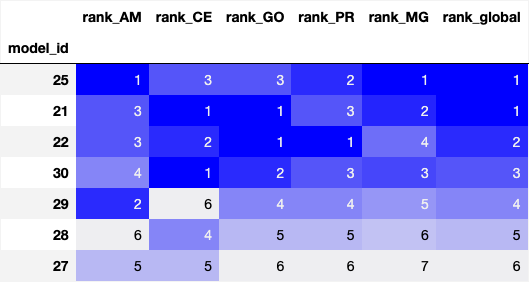 rank_AM rank_CE rank_GO rank_PR rank_MG rank_global
model_id
25 1 3 3 2 1 1
21 3 1 1 3 2 1
22 3 2 1 1 4 2
30 4 1 2 3 3 3
29 2 6 4 4 5 4
28 6 4 5 5 6 5
27 5 5 6 6 7 6